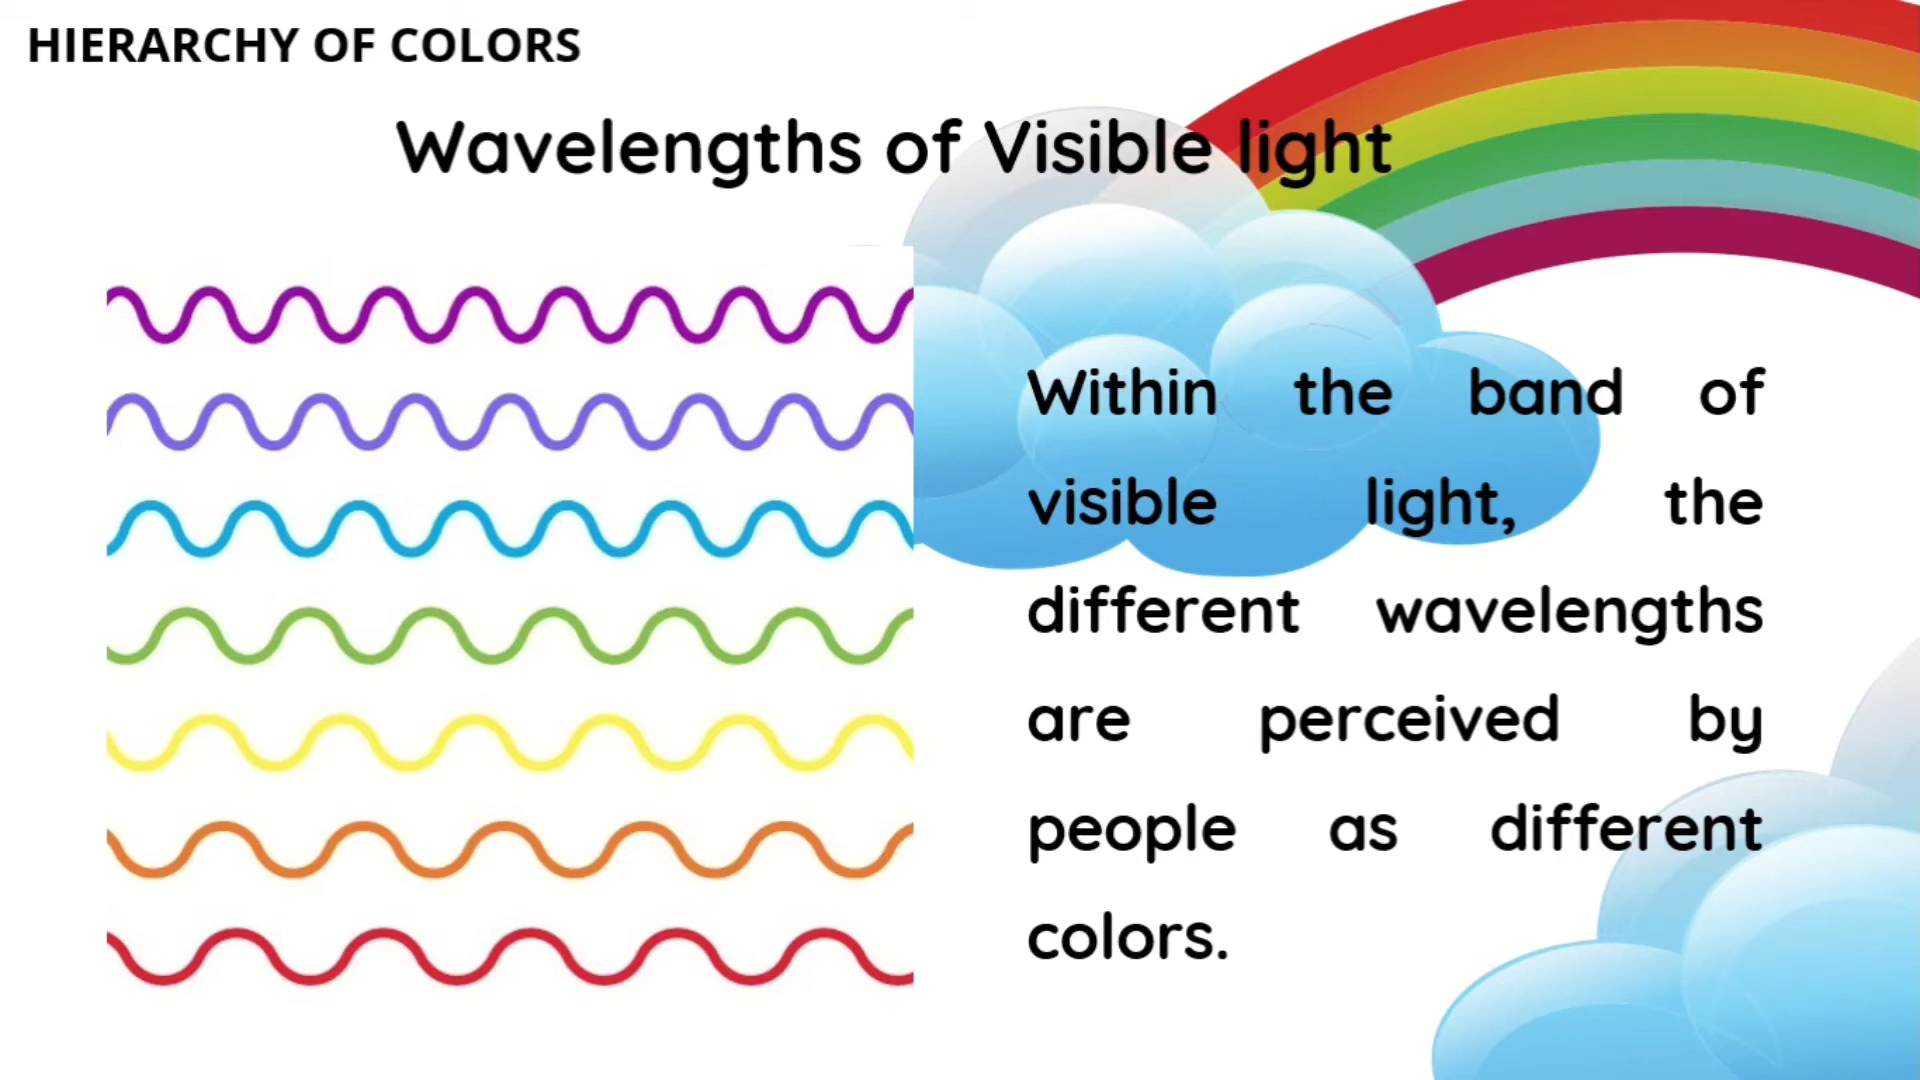 HIERARCHY OF COLORS
Wavelengths of Visible light
Within the band of
visible light, the
different wavelengths
are perceived by
people as different
colors.